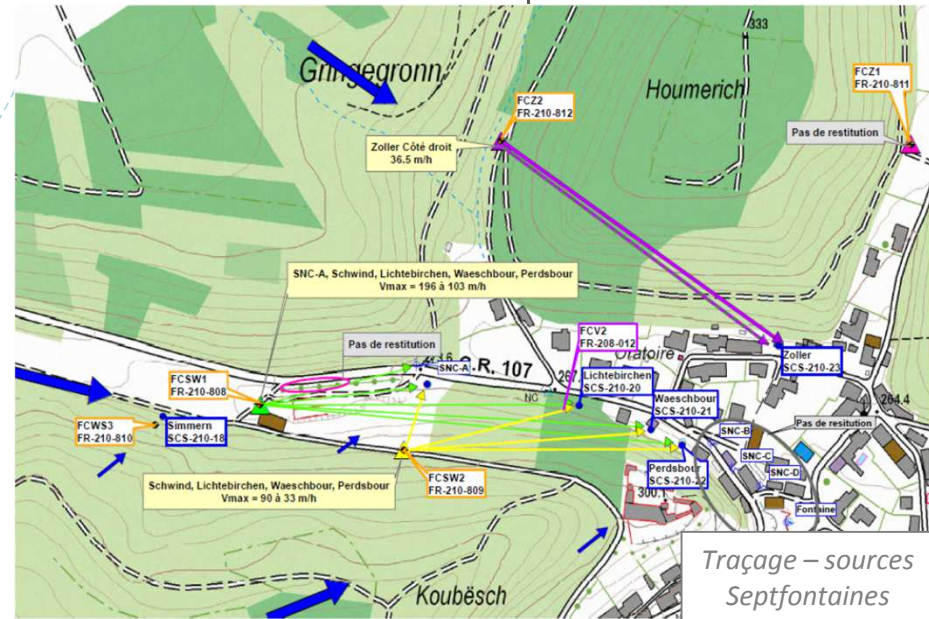 Gringegronn
333
Houmerich
FCZ1
FR-210-811
FCZ2
FR-210-812
Pas de restitution
Zoller Côté droit
36.5 m/h
SNC-A, Schwind, Lichtebirchen, Waeschbour, Perdsbour
Vmax = 196 à 103 m/h
Pas de restitution
FCV2
FR-208-012
SNC-A
C.R. 107
267.
Oratoire
Zoller
SCS-210-23
FCSW1
FR-210-808
Lichtebirchen
SCS-210-20
NC
Waeschbour
SCS-210-21
264.4
FCWS3
FR-210-810
Simmern
SCS-210-18
Pas de restitution
SNC-B
SNC-C
SNC-D
Perdsbour
SCS-210-22
300.1
Fontaine
FCSW2
FR-210-809
Schwind, Lichtebirchen, Waeschbour, Perdsbour
Vmax = 90 à 33 m/h
Koubësch
Traçage – sources
Septfontaines